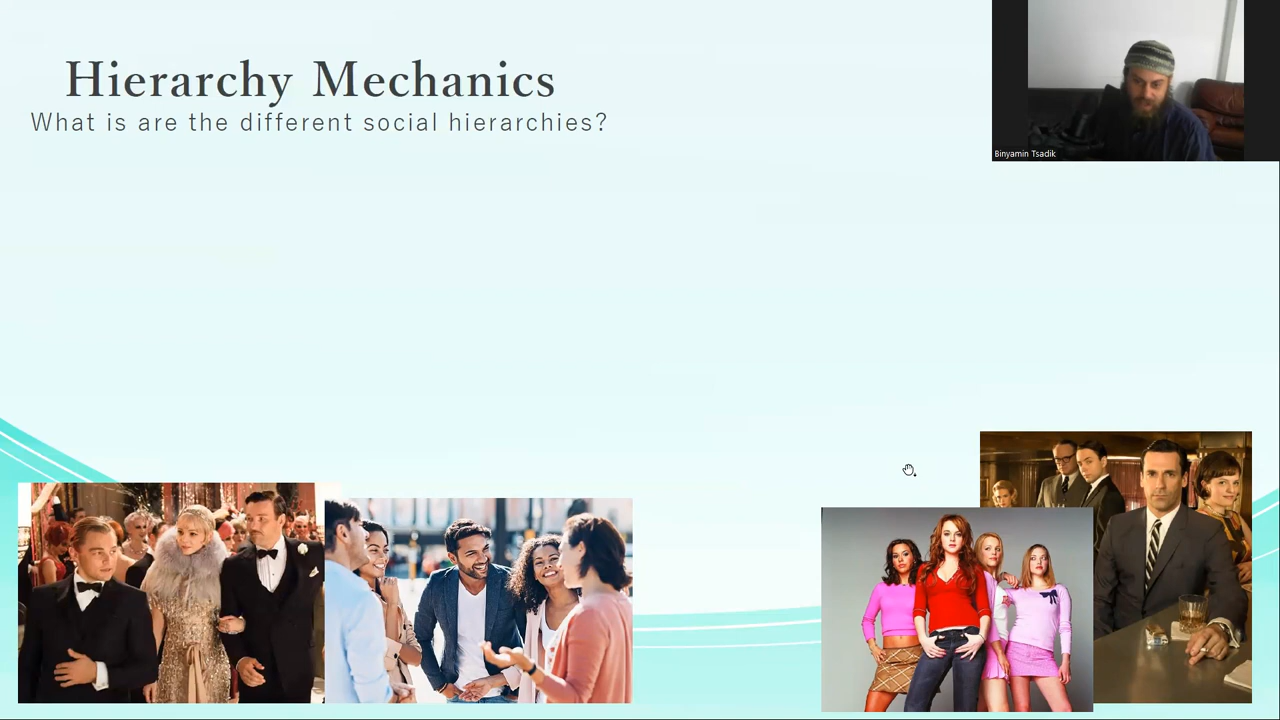 Hierarchy Mechanics
What is are the different social hierarchies?
Binyamin Tsadik